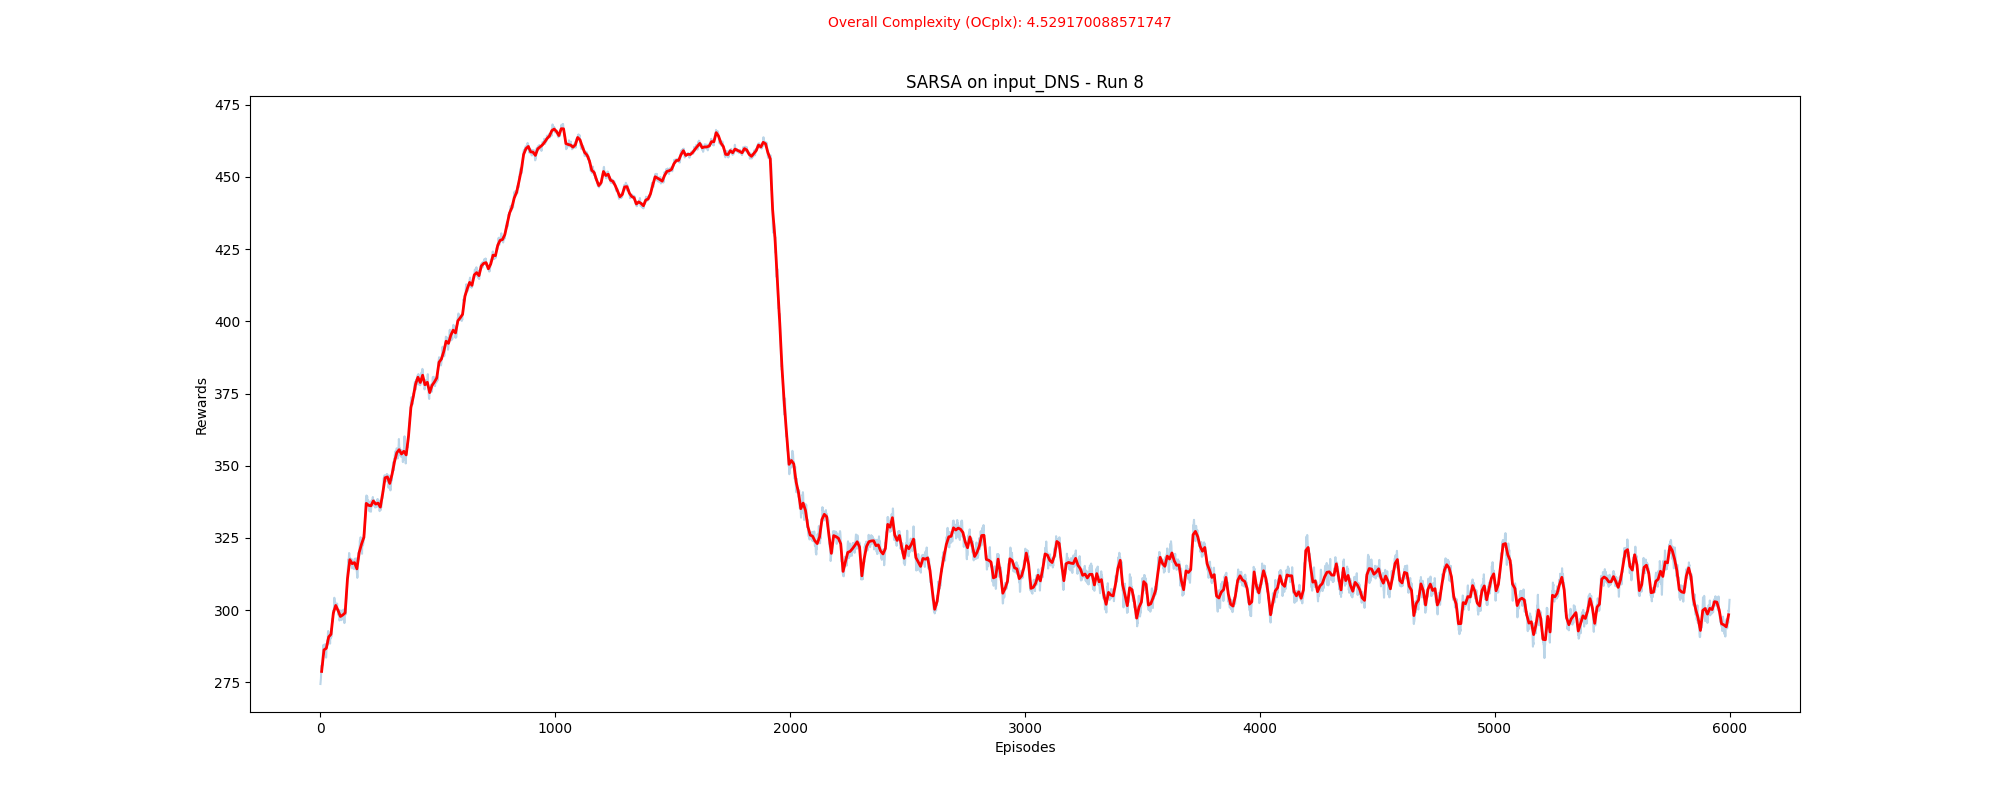 Overall Complexity (OCplx): 4.529170088571747
SARSA on input_DNS - Run 8
475
450
425
400
375
350
325
300
275
Rewards
0 1000 2000 3000 4000 5000 6000
Episodes